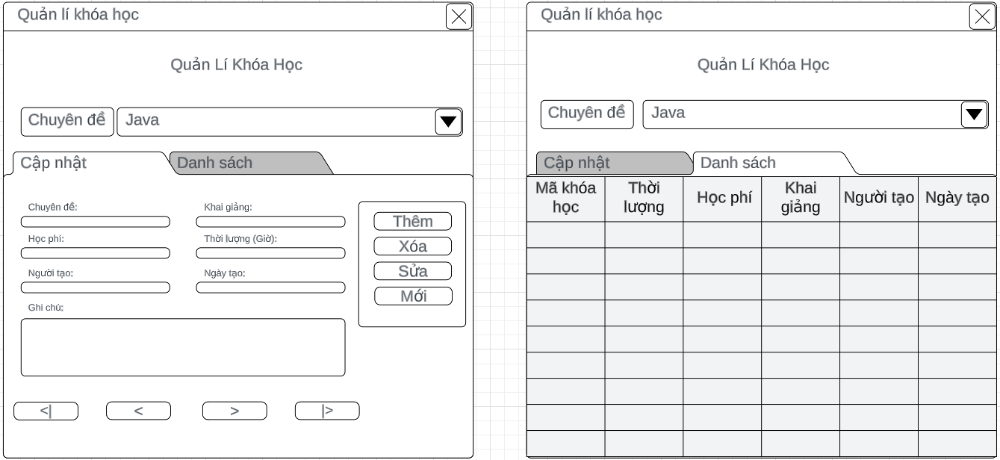 Quản lí khóa học
Quản Lí Khóa Học
Chuyên đề
Java
Cập nhật
Danh sách
Chuyên đề:
Khai giảng:
Học phí:
Thời lượng (Giờ):
Người tạo:
Ngày tạo:
Ghi chú:
Thêm
Xóa
Sửa
Mới
<|
<
>
|>
Quản lí khóa học
Quản Lí Khóa Học
Chuyên đề
Java
Cập nhật
Danh sách
Mã khóa
học
Thời
lượng
Học phí
Khai
giảng
Người tạo
Ngày tạo